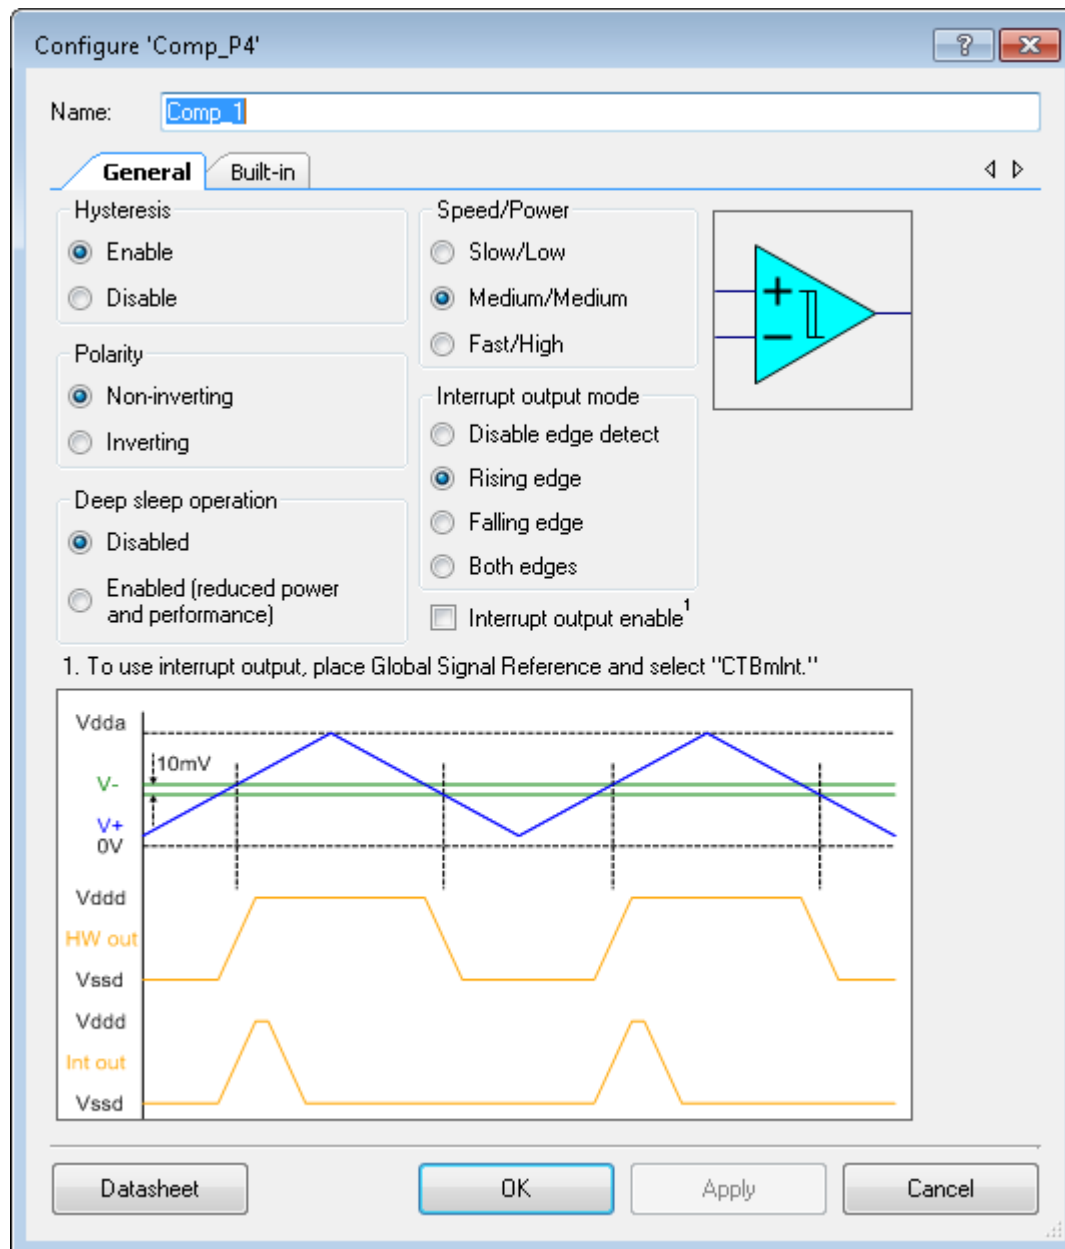 Configure 'Comp_P4'
Name: Comp_1
General Built-in
Hysteresis
Enable
Disable
Polarity
Non-inverting
Inverting
Deep sleep operation
Disabled
Enabled (reduced power
and performance)
Speed/Power
Slow/Low
Medium/Medium
Fast/High
Interrupt output mode
Disable edge detect
Rising edge
Falling edge
Both edges
Interrupt output enable1
1. To use interrupt output, place Global Signal Reference and select "CTBmInt."
Vdda
10mV
V-
V+
0V
Vddd
HW out
Vssd
Vddd
Int out
Vssd
Datasheet OK Apply Cancel